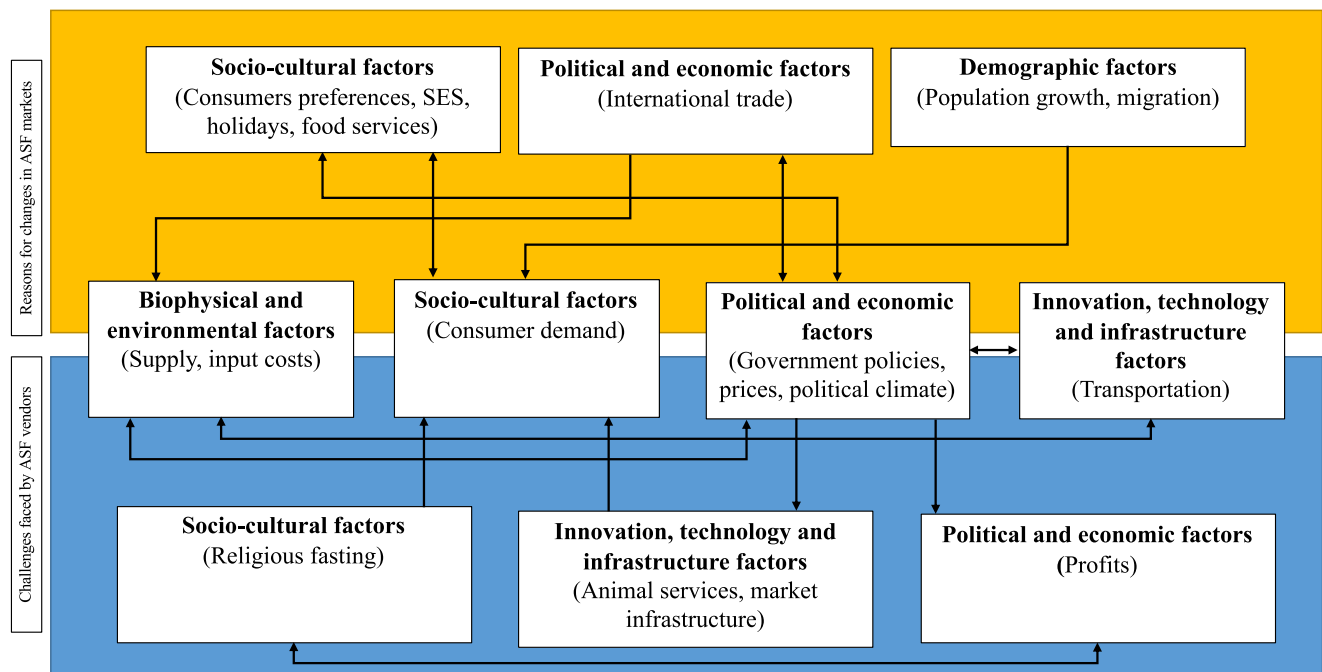 Reasons for changes in ASF markets
Socio-cultural factors
(Consumers preferences, SES,
holidays, food services)
Political and economic factors
(International trade)
Demographic factors
(Population growth, migration)
Biophysical and
environmental factors
(Supply, input costs)
Socio-cultural factors
(Consumer demand)
Political and economic
factors
(Government policies,
prices, political climate)
Innovation, technology
and infrastructure
factors
(Transportation)
Challenges faced by ASF vendors
Socio-cultural factors
(Religious fasting)
Innovation, technology and
infrastructure factors
(Animal services, market
infrastructure)
Political and economic factors
(Profits)